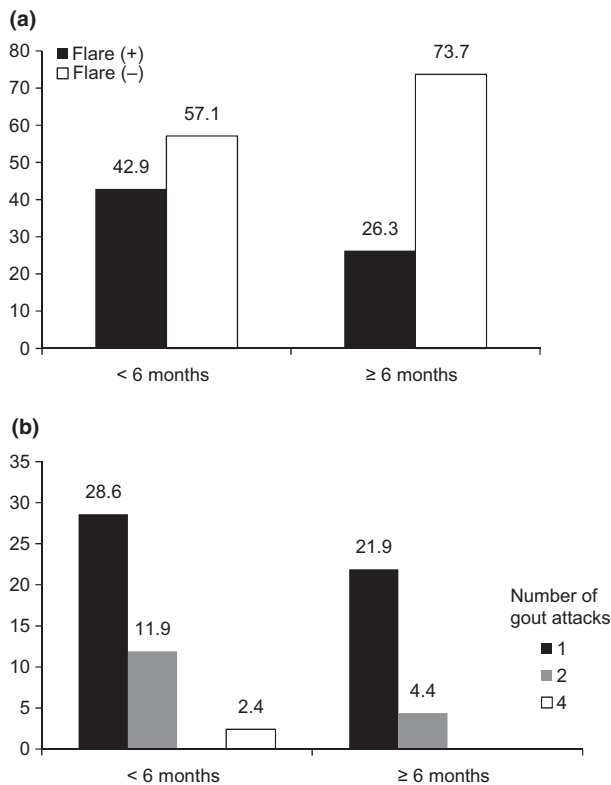 (a)
80
70
60
50
40
30
20
10
0
Flare (+)
Flare (–)
42.9
57.1
26.3
73.7
< 6 months
≥ 6 months
(b)
35
30
25
20
15
10
5
0
28.6
11.9
2.4
21.9
4.4
Number of
gout attacks
1
2
4
< 6 months
≥ 6 months